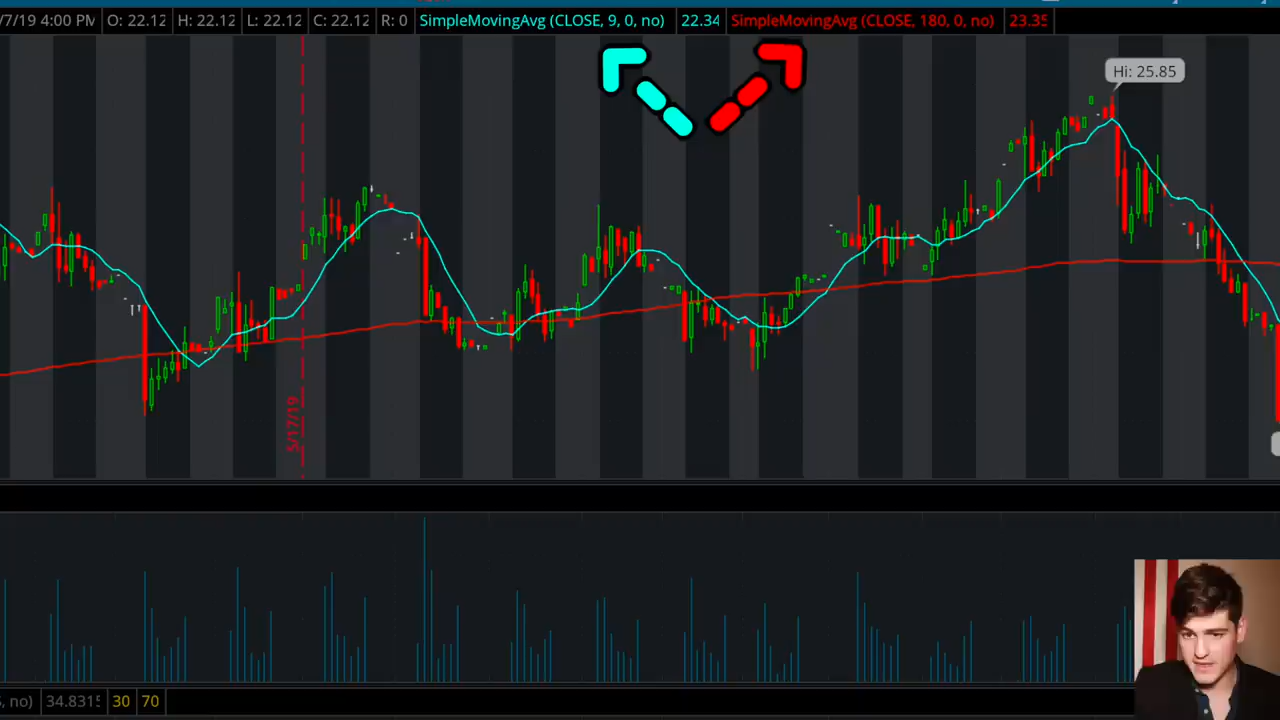 /7/19 4:00 PM O: 22.12 H: 22.12 L: 22.12 C: 22.12 R: 0 SimpleMovingAvg (CLOSE, 9, 0, no) 22.34 SimpleMovingAvg (CLOSE, 180, 0, no) 23.35
Hi: 25.85
5/17/19
, no) 34.8315 30 70